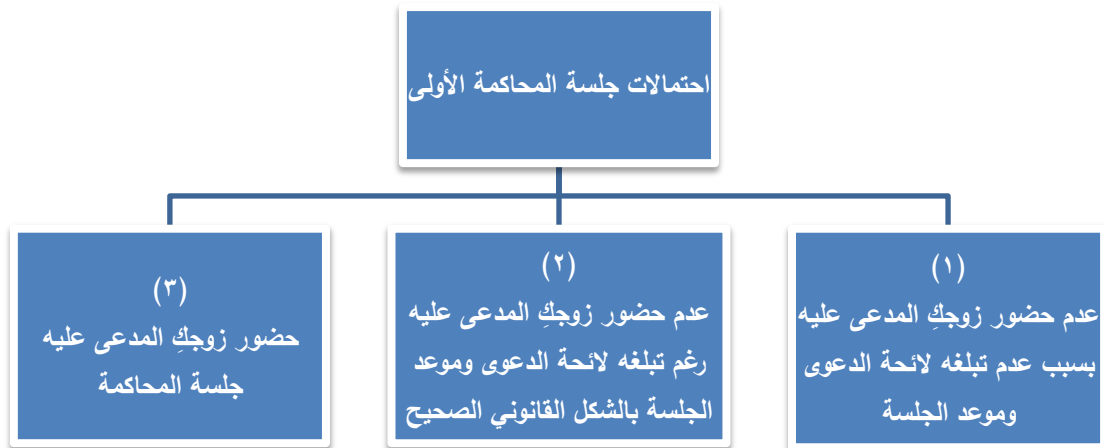 احتمالات جلسة المحاكمة الأولى
(١)
عدم حضور زوجكِ المدعى عليه
بسبب عدم تبلغه لائحة الدعوى
وموعد الجلسة
(٢)
عدم حضور زوجكِ المدعى عليه
رغم تبلغه لائحة الدعوى وموعد
الجلسة بالشكل القانوني الصحيح
(٣)
حضور زوجكِ المدعى عليه
جلسة المحاكمة